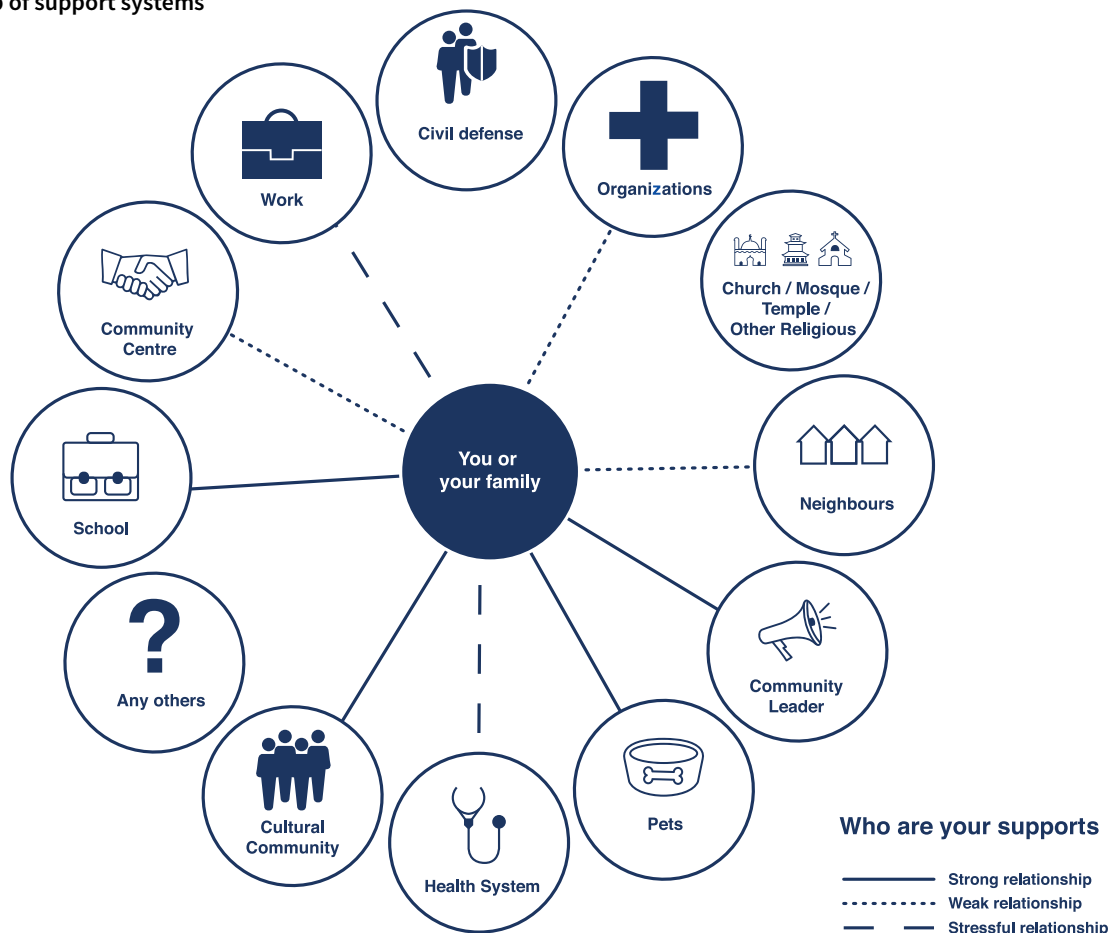 of support systems
Civil defense
Organizations
Work
Church / Mosque /
Temple /
Other Religious
Community
Centre
You or
your family
Neighbours
School
Community
Leader
Any others
Pets
Cultural
Community
Health System
Who are your supports
Strong relationship
Weak relationship
Stressful relationship